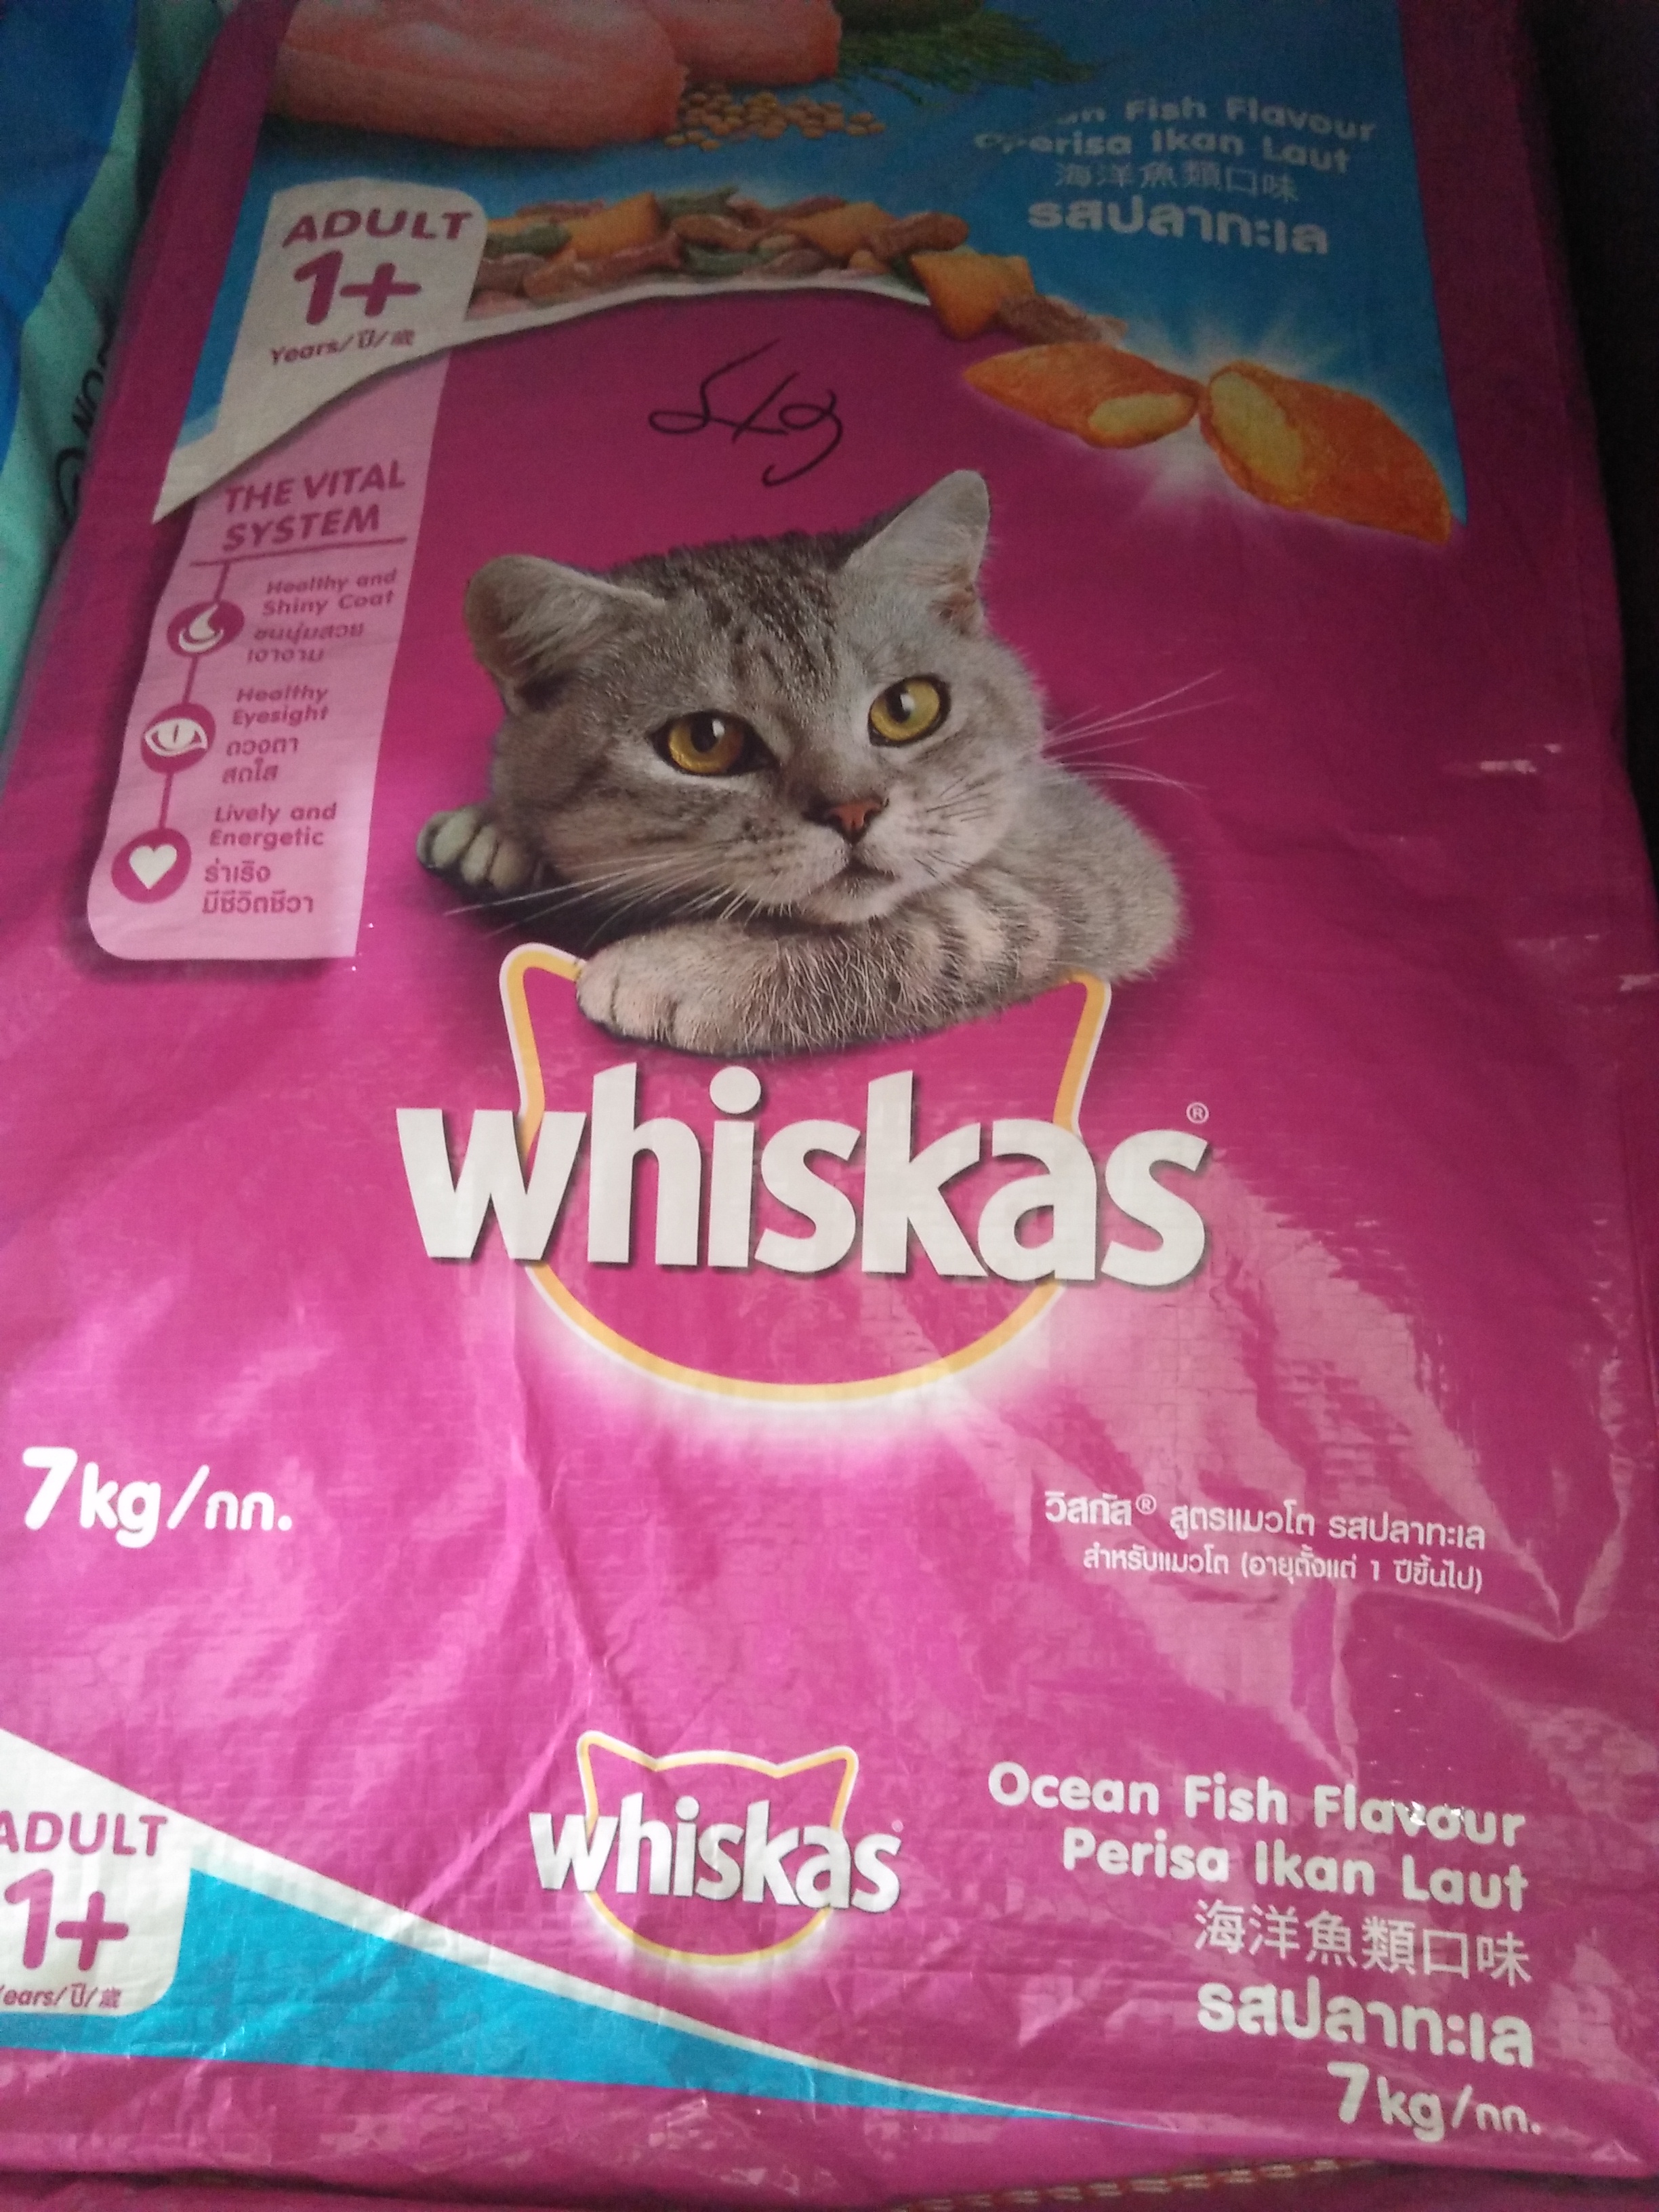 Fish Flavour
Perisa Ikan Laut
海洋魚類口味
รสปลาทะเล
ADULT
1+
Years/ปี/歲
5kg
THE VITAL
SYSTEM
Healthy and
Shiny Coat
ขนนุ่มสวย
เงางาม
Healthy
Eyesight
ดวงตา
สดใส
Lively and
Energetic
ร่าเริง
มีชีวิตชีวา
whiskas®
7kg/กก.
วิสกัส® สูตรแมวโต รสปลาทะเล
สำหรับแมวโต (อายุตั้งแต่ 1 ปีขึ้นไป)
ADULT
1+
ears/ปี/歲
whiskas
Ocean Fish Flavour
Perisa Ikan Laut
海洋魚類口味
รสปลาทะเล
7kg/กก.